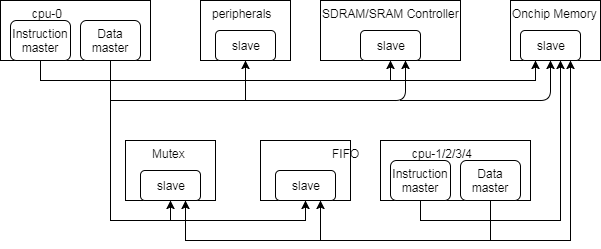 cpu-0
Instruction
master
Data
master
peripherals
slave
SDRAM/SRAM Controller
slave
Onchip Memory
slave
Mutex
slave
FIFO
slave
cpu-1/2/3/4
Instruction
master
Data
master